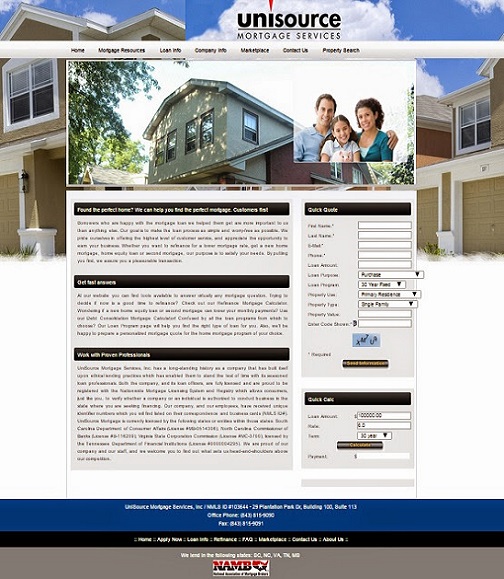 unisource
MORTGAGE SERVICES
Home Mortgage Resources Loan Info Company Info Marketplace Contact Us Property Search
Found the perfect home? We can help you find the perfect mortgage. Customers first
Borrowers who are happy with the mortgage loan we helped them get are more important to us
than anything else. Our goal is to make the loan process as simple and worry-free as possible. We
pride ourselves in offering the highest level of customer service, and appreciate the opportunity to
earn your business. Whether you want to refinance for a lower mortgage rate, get a new home
mortgage, home equity loan or second mortgage, our purpose is to satisfy your needs. By putting
you first, we assure you a pleasurable transaction.
Get fast answers
At our website you can find tools available to answer virtually any mortgage question. Trying to
decide if now is a good time to refinance? Check out our Refinance Mortgage Calculator.
Wondering if a new home equity loan or second mortgage can lower your monthly payments? Use
our Debt Consolidation Mortgage Calculator! Confused by all the loan programs from which to
choose? Our Loan Program page will help you find the right type of loan for you. Also, we'll be
happy to prepare a personalized mortgage quote for the home mortgage program of your choice.
Work with Proven Professionals
UniSource Mortgage Services, Inc. has a long-standing history as a company that has built itself
upon ethical lending practices which has enabled them to stand the test of time with its seasoned
loan professionals. Both the company, and its loan officers, are fully licensed and are proud to be
registered with the Nationwide Mortgage Licensing System and Registry which allows consumers,
just like you, to verify whether a company or an individual is authorized to conduct business in the
state where you are seeking financing. Our company, and our employees, have received unique
identifier numbers which you will find listed on their correspondence and business cards (NMLS ID#).
UniSource Mortgage is currently licensed by the following states or entities within those states: South
Carolina Department of Consumer Affairs North Carolina Commissioner of
Banks Virginia State Corporation Commission licensed by
the Tennessee Department of Financial Institutions We are proud of our
company and our staff, and we welcome you to find out what sets us head-and-shoulders above
our competition.
Quick Quote
First Name:*
Last Name:*
E-Mail:*
Phone:
Loan Amount:
Loan Purpose: Purchase
Loan Program: 30 Year Fixed
Property Use: Primary Residence
Property Type: Single Family
Property Value:
Enter Code Shown:*
* Required
Send Information
Quick Calc
Loan Amount: $ 100000.00
Rate: 6.0
Term: 30 year
Calculate
Payment: $
UniSource Mortgage Services, Inc / NMLS ID #103644 - 29 Plantation Park Dr, Building 100, Suite 113
Office Phone: (843) 815-9090
Fax: (843) 815-9091
:: Home :: Apply Now :: Loan Info :: Refinance :: FAQ :: Marketplace :: Contact Us :: About Us ::
We lend in the following states: SC, NC, VA, TN, MS
NAMB
National Association of Mortgage Brokers